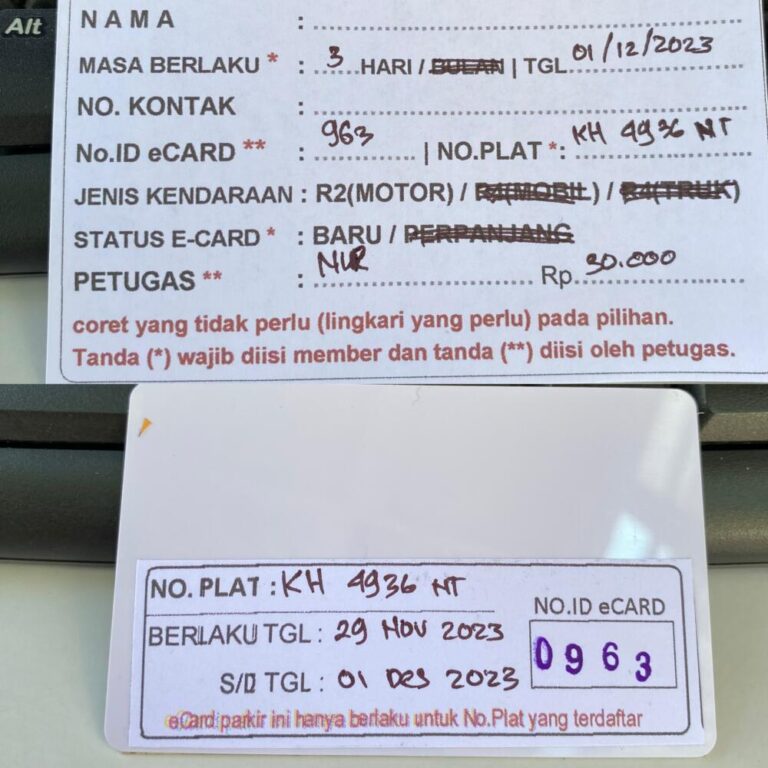 Alt
NAMA :
MASA BERLAKU * : 3 HARI / BULAN | TGL. 01/12/2023
NO. KONTAK :
No.ID eCARD ** : 963 | NO.PLAT *: KH 4936 NT
JENIS KENDARAAN : R2(MOTOR) / R4(MOBIL) / R4(TRUK)
STATUS E-CARD * : BARU / PERPANJANG
PETUGAS ** : NUR Rp. 30.000
coret yang tidak perlu (lingkari yang perlu) pada pilihan.
Tanda (*) wajib diisi member dan tanda (**) diisi oleh petugas.
NO. PLAT : KH 4936 NT
BERLAKU TGL : 29 NOV 2023
S/D TGL : 01 DES 2023
NO.ID eCARD
0963
eCard parkir ini hanya berlaku untuk No.Plat yang terdaftar